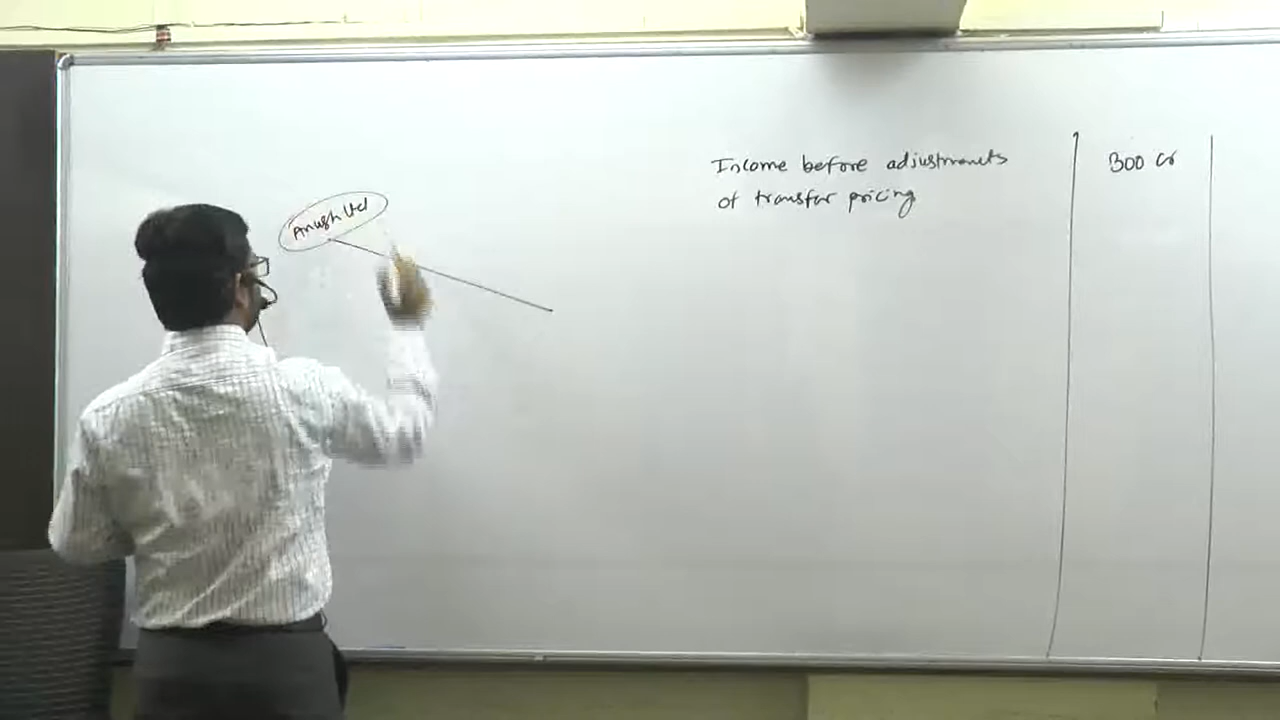 Anush Ltd
Income before adjustments
of transfer pricing
300 cr